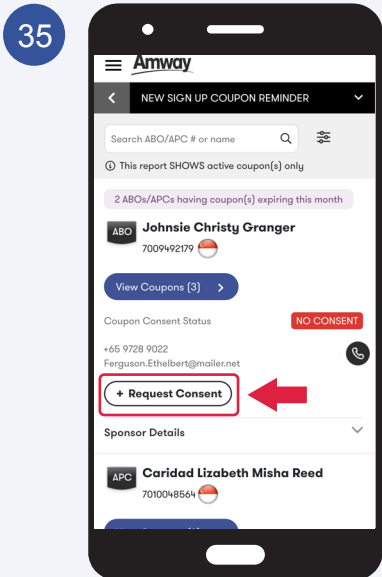 35
Amway
NEW SIGN UP COUPON REMINDER
Search ABO/APC # or name
This report SHOWS active coupon(s) only
2 ABOs/APCs having coupon(s) expiring this month
ABO Johnsie Christy Granger
7009492179
View Coupons (3)
Coupon Consent Status NO CONSENT
+65 9728 9022
Ferguson.Ethelbert@mailer.net
+ Request Consent
Sponsor Details
APC Caridad Lizabeth Misha Reed
7010048564